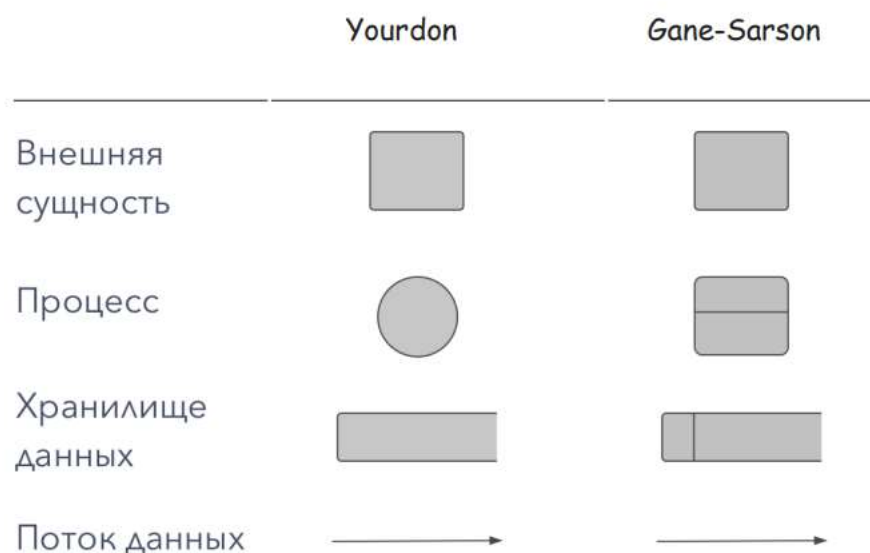 Yourdon Gane-Sarson
Внешняя
сущность
Процесс
Хранилище
данных
Поток данных